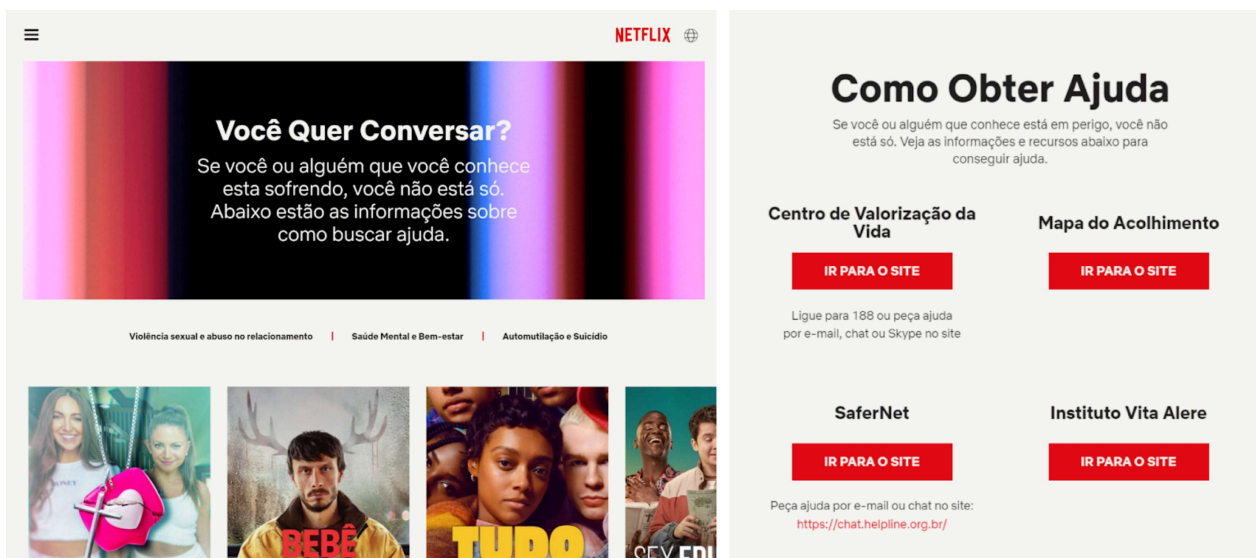 NETFLIX
Você Quer Conversar?
Se você ou alguém que você conhece
esta sofrendo, você não está só.
Abaixo estão as informações sobre
como buscar ajuda.
Violência sexual e abuso no relacionamento | Saúde Mental e Bem-estar | Automutilação e Suicídio
BEBÊ
TUDO
Como Obter Ajuda
Se você ou alguém que conhece está em perigo, você não
está só. Veja as informações e recursos abaixo para
conseguir ajuda.
Centro de Valorização da
Vida
IR PARA O SITE
Ligue para 188 ou peça ajuda
por e-mail, chat ou Skype no site
Mapa do Acolhimento
IR PARA O SITE
SaferNet
IR PARA O SITE
Peça ajuda por e-mail ou chat no site:
https://chat.helpline.org.br/
Instituto Vita Alere
IR PARA O SITE